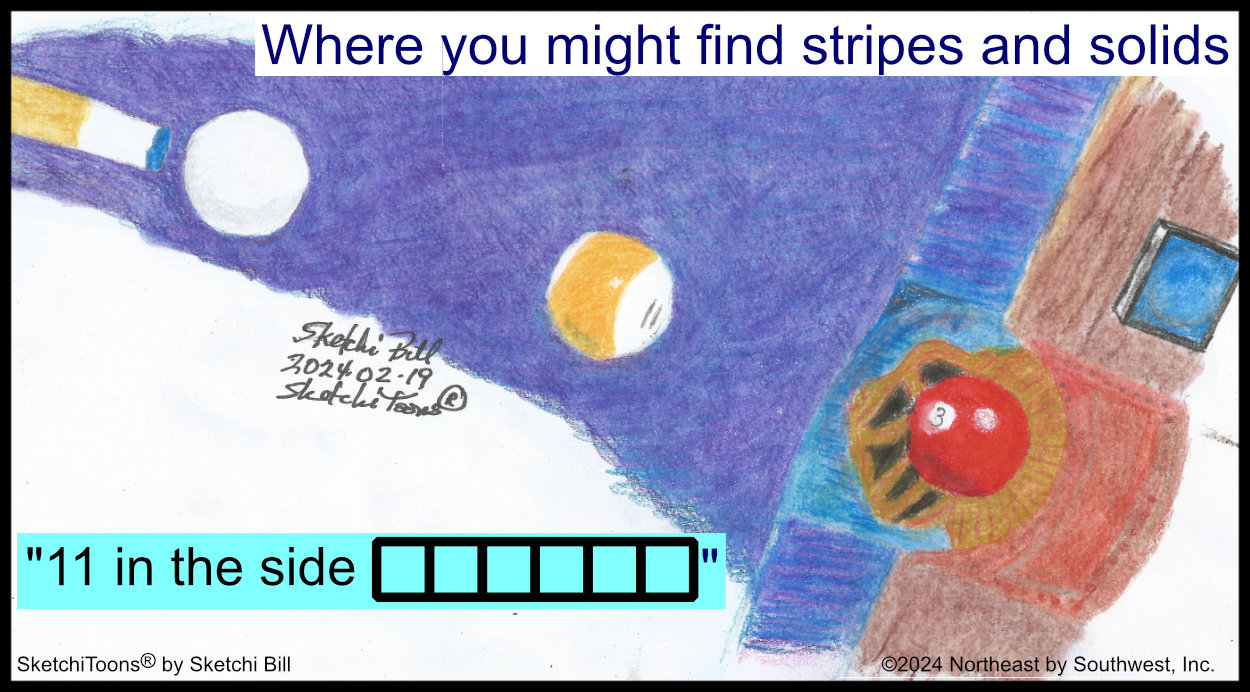 Where you might find stripes and solids
3
Sketchi Bill
2024.02.19
SketchiToons®
"11 in the side "
SketchiToons® by Sketchi Bill
©2024 Northeast by Southwest, Inc.